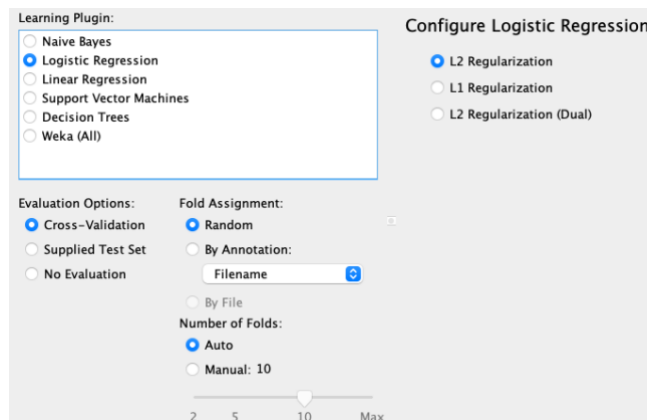 Learning Plugin:
Naive Bayes
Logistic Regression
Linear Regression
Support Vector Machines
Decision Trees
Weka (All)
Configure Logistic Regression
L2 Regularization
L1 Regularization
L2 Regularization (Dual)
Evaluation Options:
Cross-Validation
Supplied Test Set
No Evaluation
Fold Assignment:
Random
By Annotation:
Filename
By File
Number of Folds:
Auto
Manual: 10
2 5 10 Max